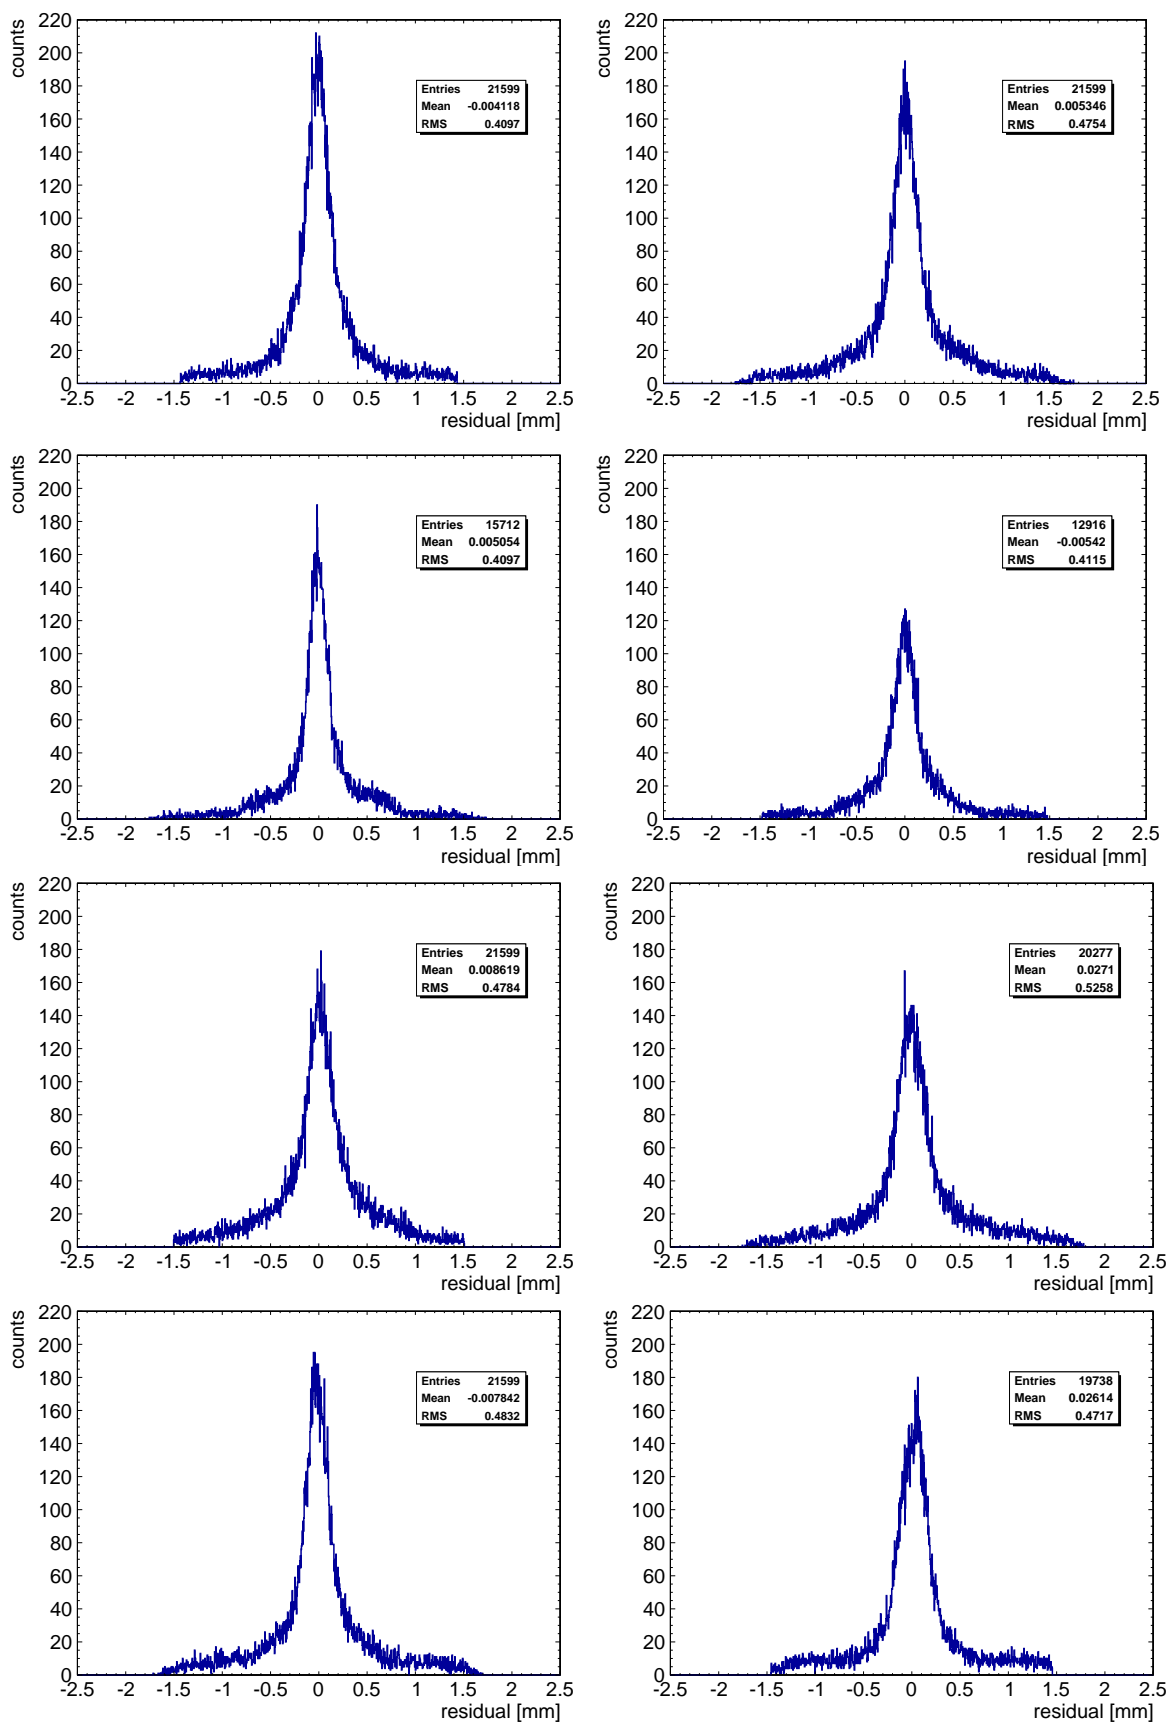 counts
220
200
180
160
140
120
100
80
60
40
20
0
Entries 21599
Mean -0.004118
RMS 0.4097
-2.5 -2 -1.5 -1 -0.5 0 0.5 1 1.5 2 2.5
residual [mm]
counts
220
200
180
160
140
120
100
80
60
40
20
0
Entries 21599
Mean 0.005346
RMS 0.4754
-2.5 -2 -1.5 -1 -0.5 0 0.5 1 1.5 2 2.5
residual [mm]
counts
220
200
180
160
140
120
100
80
60
40
20
0
Entries 15712
Mean 0.005054
RMS 0.4097
-2.5 -2 -1.5 -1 -0.5 0 0.5 1 1.5 2 2.5
residual [mm]
counts
220
200
180
160
140
120
100
80
60
40
20
0
Entries 12916
Mean -0.00542
RMS 0.4115
-2.5 -2 -1.5 -1 -0.5 0 0.5 1 1.5 2 2.5
residual [mm]
counts
220
200
180
160
140
120
100
80
60
40
20
0
Entries 21599
Mean 0.008619
RMS 0.4784
-2.5 -2 -1.5 -1 -0.5 0 0.5 1 1.5 2 2.5
residual [mm]
counts
220
200
180
160
140
120
100
80
60
40
20
0
Entries 20277
Mean 0.0271
RMS 0.5258
-2.5 -2 -1.5 -1 -0.5 0 0.5 1 1.5 2 2.5
residual [mm]
counts
220
200
180
160
140
120
100
80
60
40
20
0
Entries 21599
Mean -0.007842
RMS 0.4832
-2.5 -2 -1.5 -1 -0.5 0 0.5 1 1.5 2 2.5
residual [mm]
counts
220
200
180
160
140
120
100
80
60
40
20
0
Entries 19738
Mean 0.02614
RMS 0.4717
-2.5 -2 -1.5 -1 -0.5 0 0.5 1 1.5 2 2.5
residual [mm]